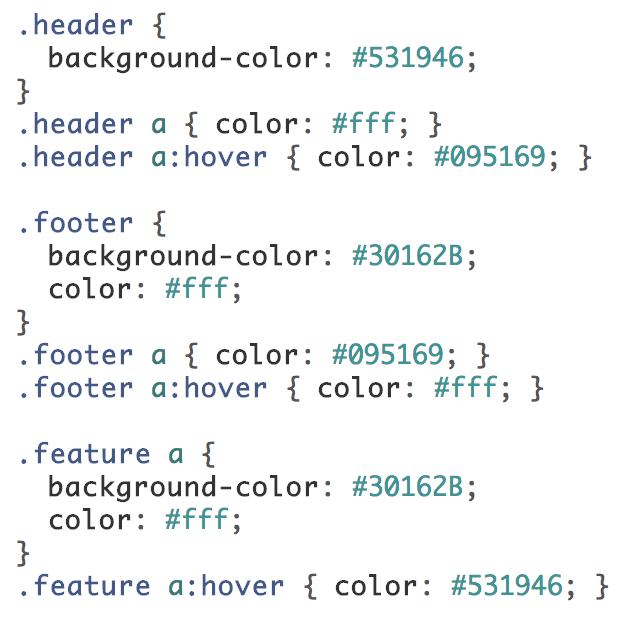 .header {
  background-color: #531946;
}
.header a { color: #fff; }
.header a:hover { color: #095169; }

.footer {
  background-color: #30162B;
  color: #fff;
}
.footer a { color: #095169; }
.footer a:hover { color: #fff; }

.feature a {
  background-color: #30162B;
  color: #fff;
}
.feature a:hover { color: #531946; }